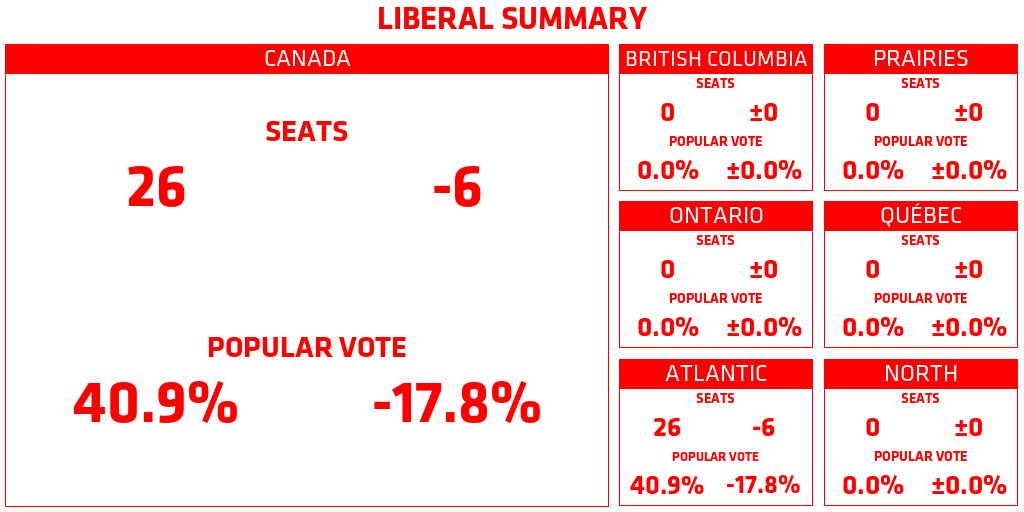 LIBERAL SUMMARY
CANADA
SEATS
26 -6
POPULAR VOTE
40.9% -17.8%
BRITISH COLUMBIA
SEATS
0 ±0
POPULAR VOTE
0.0% ±0.0%
PRAIRIES
SEATS
0 ±0
POPULAR VOTE
0.0% ±0.0%
ONTARIO
SEATS
0 ±0
POPULAR VOTE
0.0% ±0.0%
QUÉBEC
SEATS
0 ±0
POPULAR VOTE
0.0% ±0.0%
ATLANTIC
SEATS
26 -6
POPULAR VOTE
40.9% -17.8%
NORTH
SEATS
0 ±0
POPULAR VOTE
0.0% ±0.0%